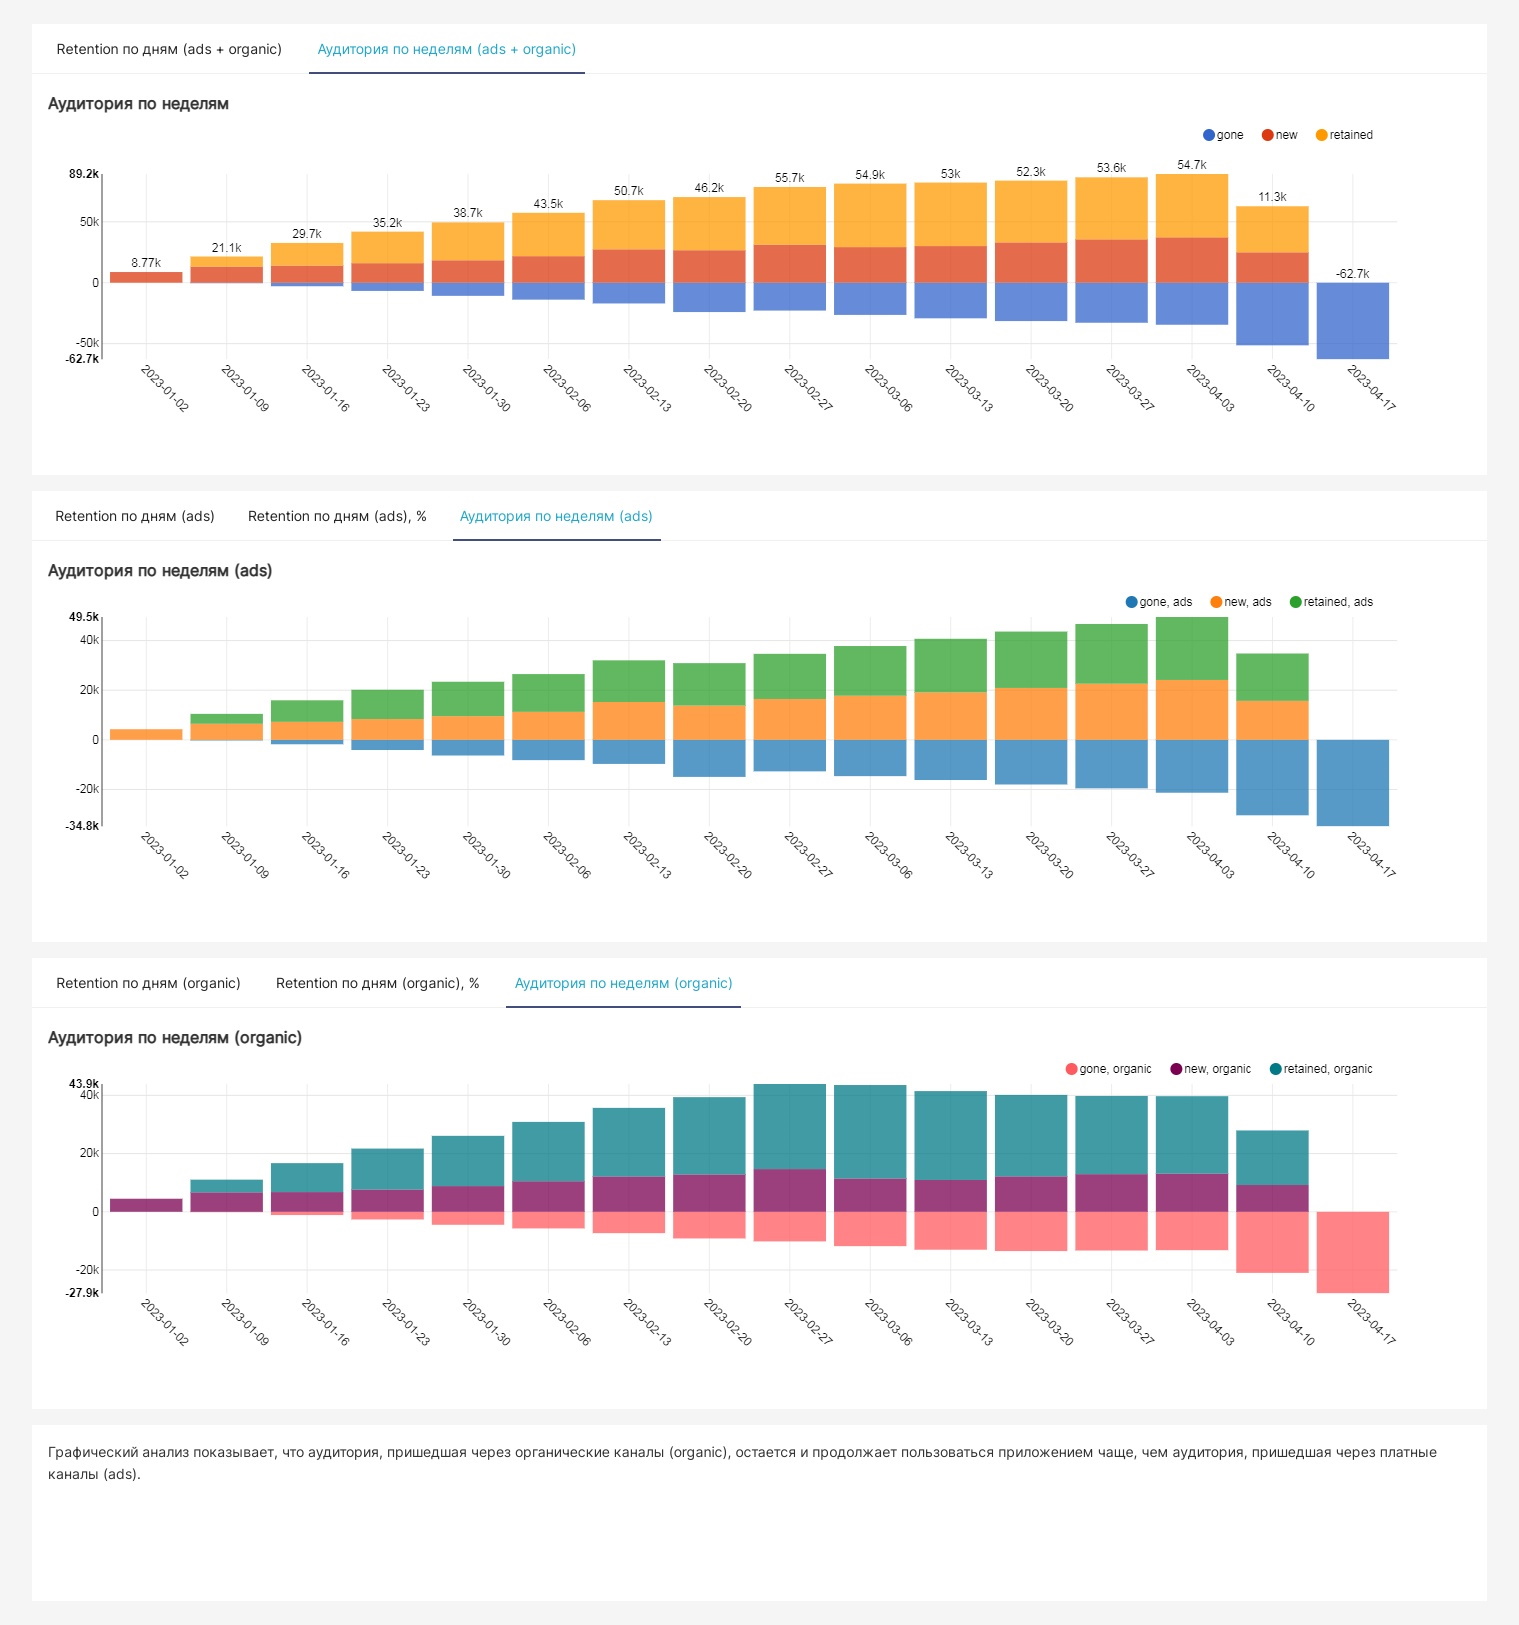 Retention по дням (ads + organic) Аудитория по неделям (ads + organic)
Аудитория по неделям
gone new retained
89.2k
50k
0
-50k
-62.7k
8.77k 21.1k 29.7k 35.2k 38.7k 43.5k 50.7k 46.2k 55.7k 54.9k 53k 52.3k 53.6k 54.7k 11.3k -62.7k
2023-01-02 2023-01-09 2023-01-16 2023-01-23 2023-01-30 2023-02-06 2023-02-13 2023-02-20 2023-02-27 2023-03-06 2023-03-13 2023-03-20 2023-03-27 2023-04-03 2023-04-10 2023-04-17
Retention по дням (ads) Retention по дням (ads), % Аудитория по неделям (ads)
Аудитория по неделям (ads)
gone, ads new, ads retained, ads
49.5k
40k
20k
0
-20k
-34.8k
2023-01-02 2023-01-09 2023-01-16 2023-01-23 2023-01-30 2023-02-06 2023-02-13 2023-02-20 2023-02-27 2023-03-06 2023-03-13 2023-03-20 2023-03-27 2023-04-03 2023-04-10 2023-04-17
Retention по дням (organic) Retention по дням (organic), % Аудитория по неделям (organic)
Аудитория по неделям (organic)
gone, organic new, organic retained, organic
43.9k
40k
20k
0
-20k
-27.9k
2023-01-02 2023-01-09 2023-01-16 2023-01-23 2023-01-30 2023-02-06 2023-02-13 2023-02-20 2023-02-27 2023-03-06 2023-03-13 2023-03-20 2023-03-27 2023-04-03 2023-04-10 2023-04-17
Графический анализ показывает, что аудитория, пришедшая через органические каналы (organic), остается и продолжает пользоваться приложением чаще, чем аудитория, пришедшая через платные
каналы (ads).